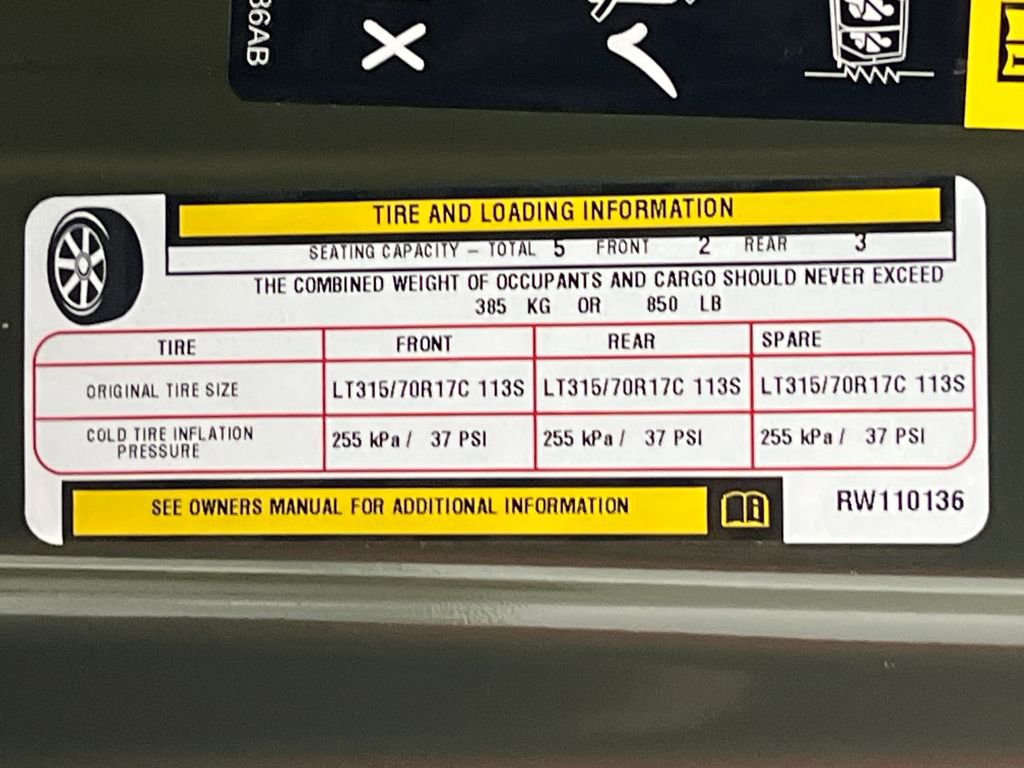 36AB
TIRE AND LOADING INFORMATION
SEATING CAPACITY – TOTAL 5 FRONT 2 REAR 3
THE COMBINED WEIGHT OF OCCUPANTS AND CARGO SHOULD NEVER EXCEED
385 KG OR 850 LB
TIRE FRONT REAR SPARE
ORIGINAL TIRE SIZE LT315/70R17C 113S LT315/70R17C 113S LT315/70R17C 113S
COLD TIRE INFLATION
PRESSURE 255 kPa / 37 PSI 255 kPa / 37 PSI 255 kPa / 37 PSI
SEE OWNERS MANUAL FOR ADDITIONAL INFORMATION
RW110136